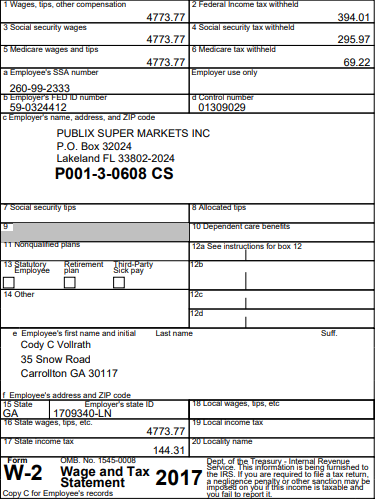 1 Wages, tips, other compensation
4773.77
2 Federal Income tax withheld
394.01
3 Social security wages
4773.77
4 Social security tax withheld
295.97
5 Medicare wages and tips
4773.77
6 Medicare tax withheld
69.22
a Employee's SSA number
260-99-2333
Employer use only
b Employer's FED ID number
59-0324412
d Control number
01309029
c Employer's name, address, and ZIP code
PUBLIX SUPER MARKETS INC
P.O. Box 32024
Lakeland FL 33802-2024
P001-3-0608 CS
7 Social security tips
8 Allocated tips
9
10 Dependent care benefits
11 Nonqualified plans
12a See instructions for box 12
13 Statutory Employee
Retirement plan
Third-Party Sick pay
12b
14 Other
12c
12d
e Employee's first name and initial Last name Suff.
Cody C Vollrath
35 Snow Road
Carrollton GA 30117
f Employee's address and ZIP code
15 State Employer's state ID
GA 1709340-LN
18 Local wages, tips, etc
16 State wages, tips, etc.
4773.77
19 Local income tax
17 State income tax
144.31
20 Locality name
Form
W-2
OMB. No. 1545-0008
Wage and Tax
Statement
2017
Dept. of the Treasury - Internal Revenue
Service. This information is being furnished to
the IRS. If you are required to file a tax return,
a negligence penalty or other sanction may be
imposed on you if this income is taxable and
you fail to report it.
Copy C for Employee's records